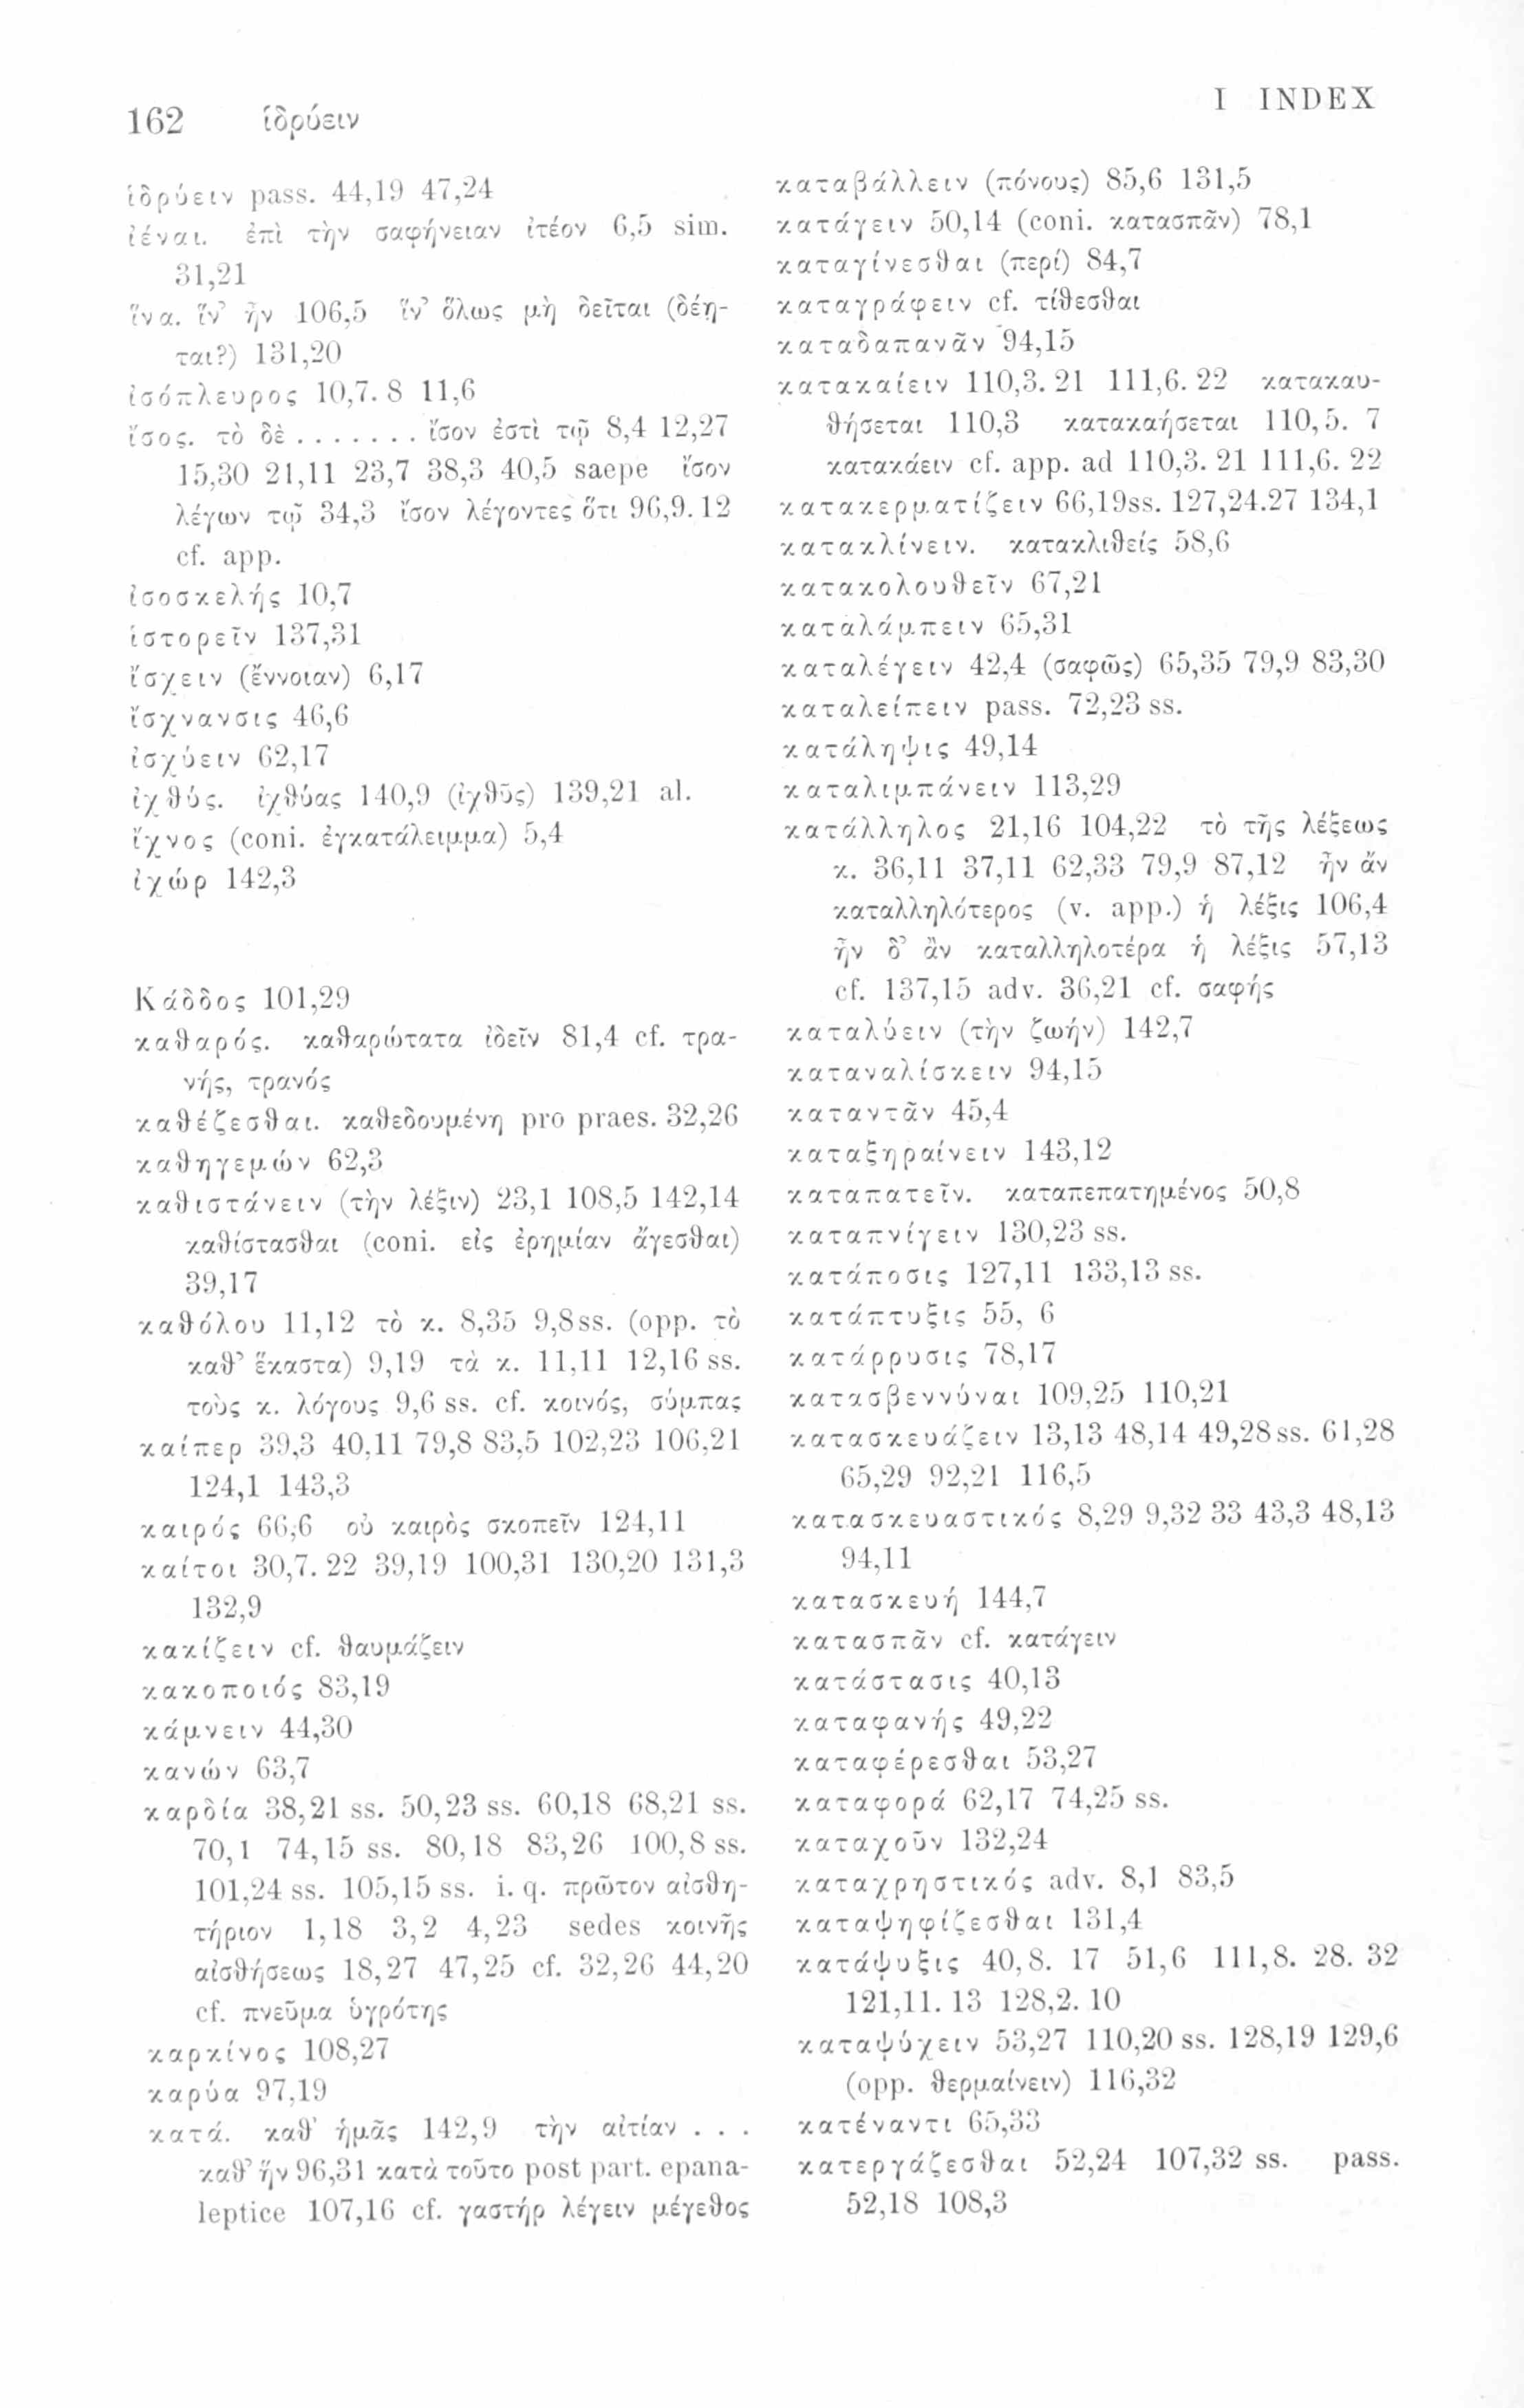 162 ἱδρύειν
I INDEX
ἱδρύειν pass. 44,19 47,24
ἰέναι. ἐπὶ τὴν σαφήνειαν ἰτέον 6,5 sim.
31,21
ἵνα. ἵν’ ᾖν 106,5 ἵν’ ὅλως μὴ δεῖται (δέη-
ται?) 131,20
ἰσόπλευρος 10,7. 8 11,6
ἴσος. τὸ δὲ ....... ἴσον ἐστὶ τῷ 8,4 12,27
15,30 21,11 23,7 38,3 40,5 saepe ἴσον
λέγων τῷ 34,3 ἴσον λέγοντες ὅτι 96,9. 12
cf. app.
ἰσοσκελής 10,7
ἱστορεῖν 137,31
ἴσχειν (ἔννοιαν) 6,17
ἴσχνανσις 46,6
ἰσχύειν 62,17
ἰχθύς. ἰχθύας 140,9 (ἰχθῦς) 139,21 al.
ἴχνος (coni. ἐγκατάλειμμα) 5,4
ἰχώρ 142,3
Κάδδος 101,29
καθαρός. καθαρώτατα ἰδεῖν 81,4 cf. τρα-
νής, τρανός
καθέζεσθαι. καθεδουμένη pro praes. 32,26
καθηγεμών 62,3
καθιστάνειν (τὴν λέξιν) 23,1 108,5 142,14
καθίστασθαι (coni. εἰς ἐρημίαν ἄγεσθαι)
39,17
καθόλου 11,12 τὸ κ. 8,35 9,8 ss. (opp. τὸ
καθ’ ἕκαστα) 9,19 τὰ κ. 11,11 12,16 ss.
τοὺς κ. λόγους 9,6 ss. cf. κοινός, σύμπας
καίπερ 39,3 40,11 79,8 83,5 102,23 106,21
124,1 143,3
καιρός 66,6 οὐ καιρὸς σκοπεῖν 124,11
καίτοι 30,7. 22 39,19 100,31 130,20 131,3
132,9
κακίζειν cf. θαυμάζειν
κακοποιός 83,19
κάμνειν 44,30
κανών 63,7
καρδία 38,21 ss. 50,23 ss. 60,18 68,21 ss.
70,1 74,15 ss. 80,18 83,26 100,8 ss.
101,24 ss. 105,15 ss. i. q. πρῶτον αἰσθη-
τήριον 1,18 3,2 4,23 sedes κοινῆς
αἰσθήσεως 18,27 47,25 cf. 32,26 44,20
cf. πνεῦμα ὑγρότης
καρκίνος 108,27
καρύα 97,19
κατά. καθ’ ἡμᾶς 142,9 τὴν αἰτίαν . . .
καθ’ ἥν 96,31 κατὰ τοῦτο post part. epana-
leptice 107,16 cf. γαστήρ λέγειν μέγεθος
καταβάλλειν (πόνους) 85,6 131,5
κατάγειν 50,14 (coni. κατασπᾶν) 78,1
καταγίνεσθαι (περί) 84,7
καταγράφειν cf. τίθεσθαι
καταδαπανᾶν 94,15
κατακαίειν 110,3. 21 111,6. 22 κατακαυ-
θήσεται 110,3 κατακαήσεται 110,5. 7
κατακάειν cf. app. ad 110,3. 21 111,6. 22
κατακερματίζειν 66,19ss. 127,24.27 134,1
κατακλίνειν. κατακλιθείς 58,6
κατακολουθεῖν 67,21
καταλάμπειν 65,31
καταλέγειν 42,4 (σαφῶς) 65,35 79,9 83,30
καταλείπειν pass. 72,23 ss.
κατάληψις 49,14
καταλιμπάνειν 113,29
κατάλληλος 21,16 104,22 τὸ τῆς λέξεως
κ. 36,11 37,11 62,33 79,9 87,12 ἦν ἄν
καταλληλότερος (v. app.) ἡ λέξις 106,4
ἦν δ’ ἂν καταλληλοτέρα ἡ λέξις 57,13
cf. 137,15 adv. 36,21 cf. σαφής
καταλύειν (τὴν ζωήν) 142,7
καταναλίσκειν 94,15
καταντᾶν 45,4
καταξηραίνειν 143,12
καταπατεῖν. καταπεπατημένος 50,8
καταπνίγειν 130,23 ss.
κατάποσις 127,11 133,13 ss.
κατάπτυξις 55, 6
κατάρρυσις 78,17
κατασβεννύναι 109,25 110,21
κατασκευάζειν 13,13 48,14 49,28 ss. 61,28
65,29 92,21 116,5
κατασκευαστικός 8,29 9,32 33 43,3 48,13
94,11
κατασκευή 144,7
κατασπᾶν cf. κατάγειν
κατάστασις 40,13
καταφανής 49,22
καταφέρεσθαι 53,27
καταφορά 62,17 74,25 ss.
καταχοῦν 132,24
καταχρηστικός adv. 8,1 83,5
καταψηφίζεσθαι 131,4
κατάψυξις 40,8. 17 51,6 111,8. 28. 32
121,11. 13 128,2. 10
καταψύχειν 53,27 110,20 ss. 128,19 129,6
(opp. θερμαίνειν) 116,32
κατέναντι 65,33
κατεργάζεσθαι 52,24 107,32 ss. pass.
52,18 108,3